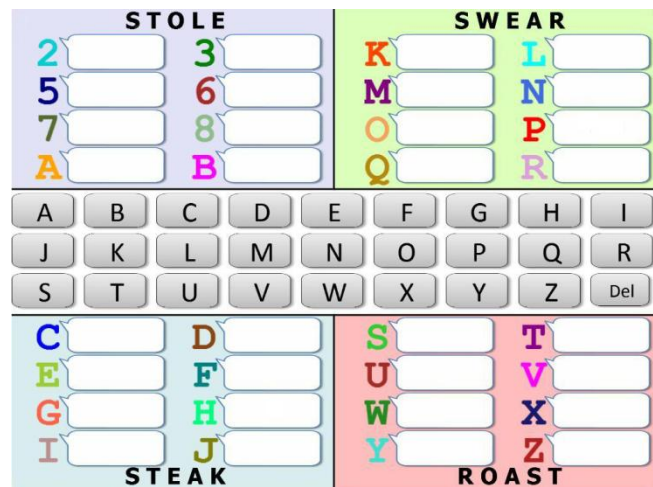 STOLE SWEAR
2 3 K L
5 6 M N
7 8 O P
A B Q R
A B C D E F G H I
J K L M N O P Q R
S T U V W X Y Z Del
C D S T
E F U V
G H W X
I J Y Z
STEAK ROAST